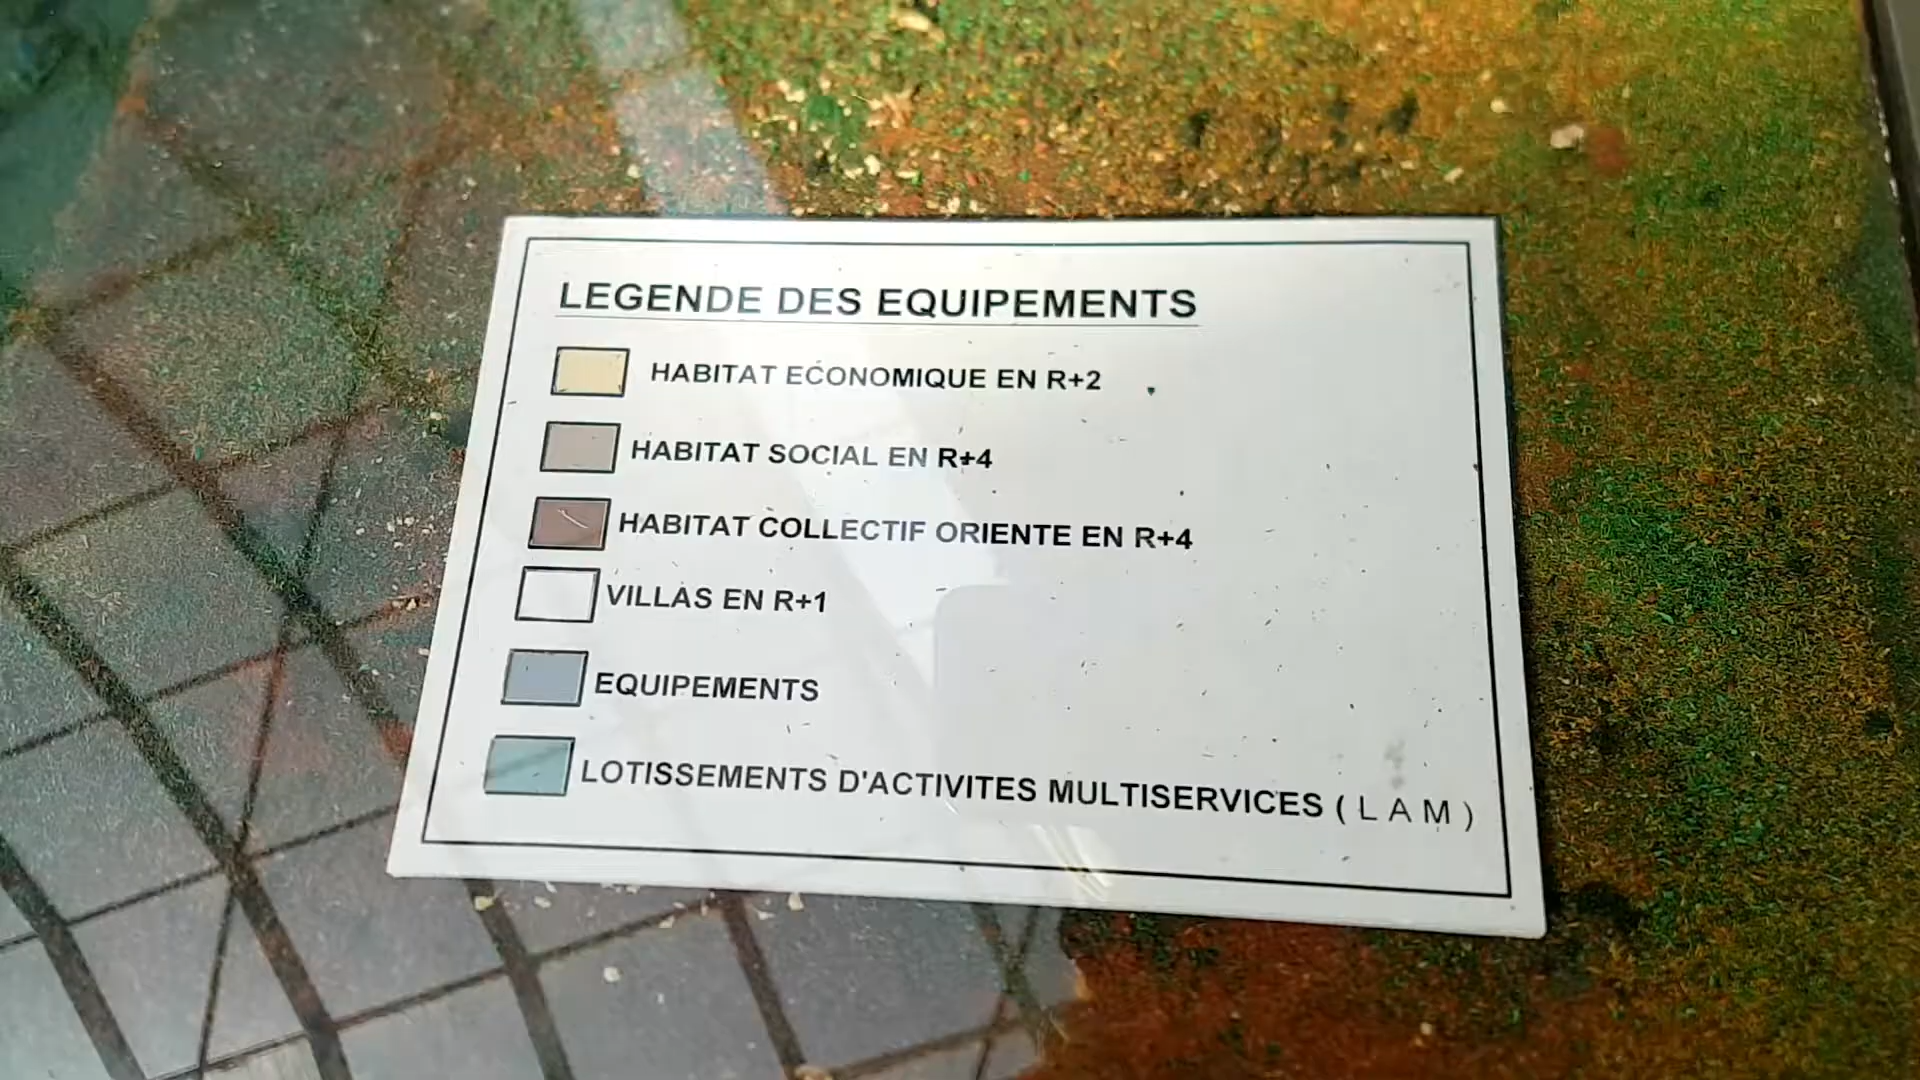 LEGENDE DES EQUIPEMENTS
HABITAT ECONOMIQUE EN R+2
HABITAT SOCIAL EN R+4
HABITAT COLLECTIF ORIENTE EN R+4
VILLAS EN R+1
EQUIPEMENTS
LOTISSEMENTS D'ACTIVITES MULTISERVICES ( L A M )